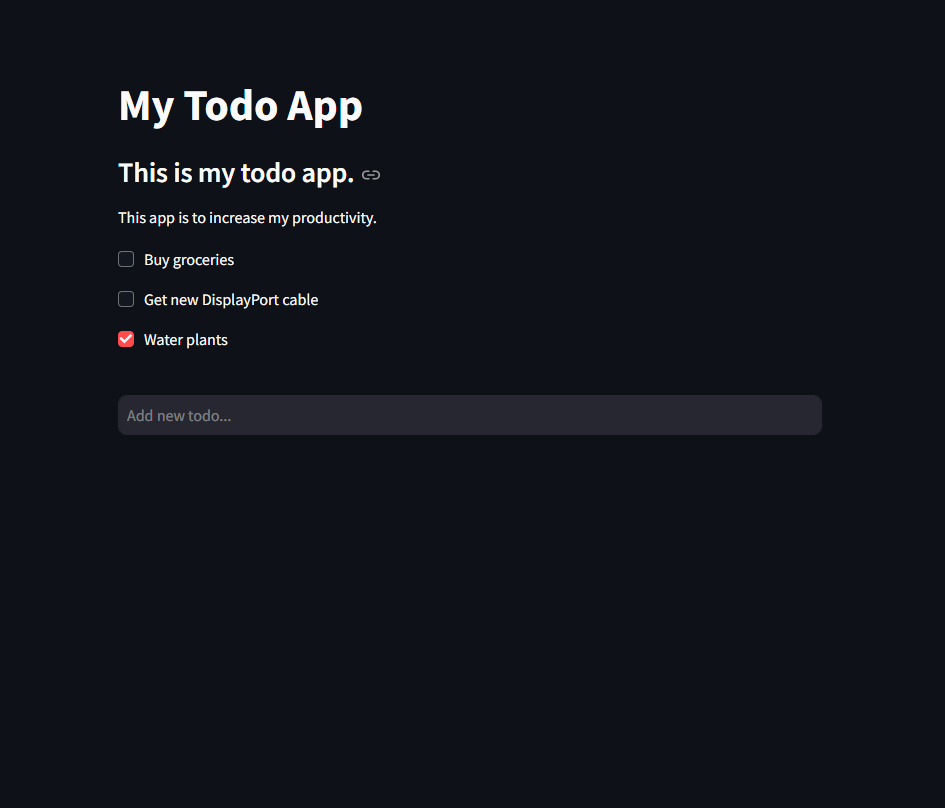 My Todo App
This is my todo app.
This app is to increase my productivity.
Buy groceries
Get new DisplayPort cable
Water plants
Add new todo...